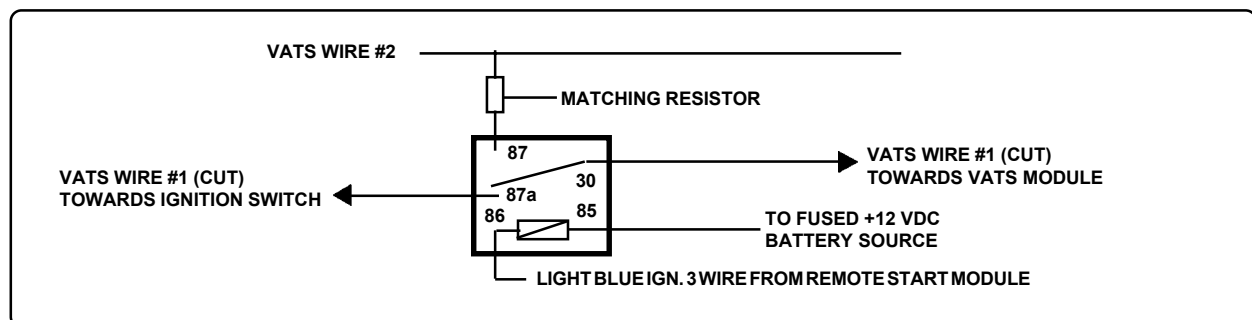 VATS WIRE #2
MATCHING RESISTOR
87
VATS WIRE #1 (CUT)
TOWARDS VATS MODULE
30
VATS WIRE #1 (CUT)
TOWARDS IGNITION SWITCH
87a
86
85
TO FUSED +12 VDC
BATTERY SOURCE
LIGHT BLUE IGN. 3 WIRE FROM REMOTE START MODULE